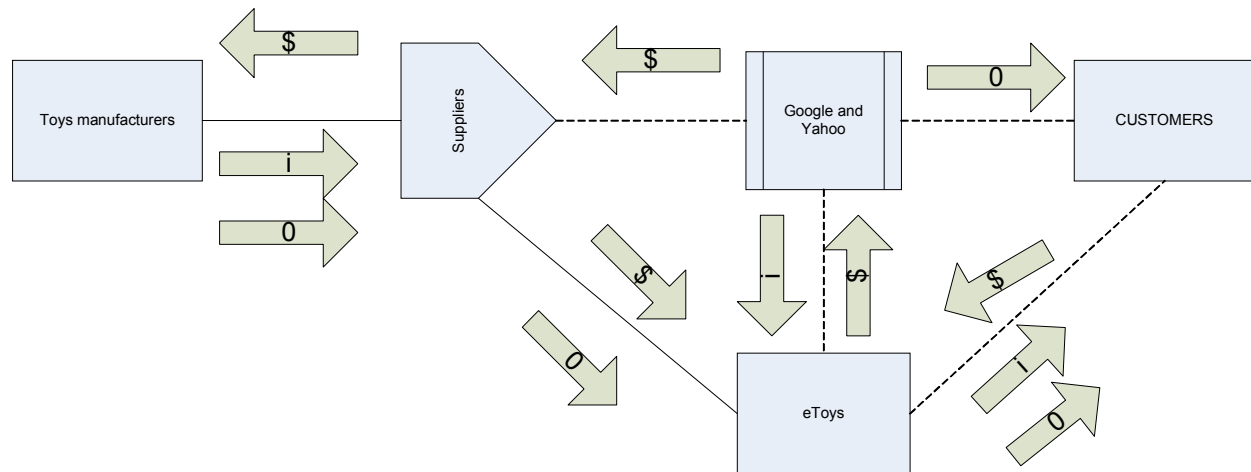 $
$
Toys manufacturers
Suppliers
Google and
Yahoo
0
CUSTOMERS
i
0
$
0
i
$
$
i
0
eToys